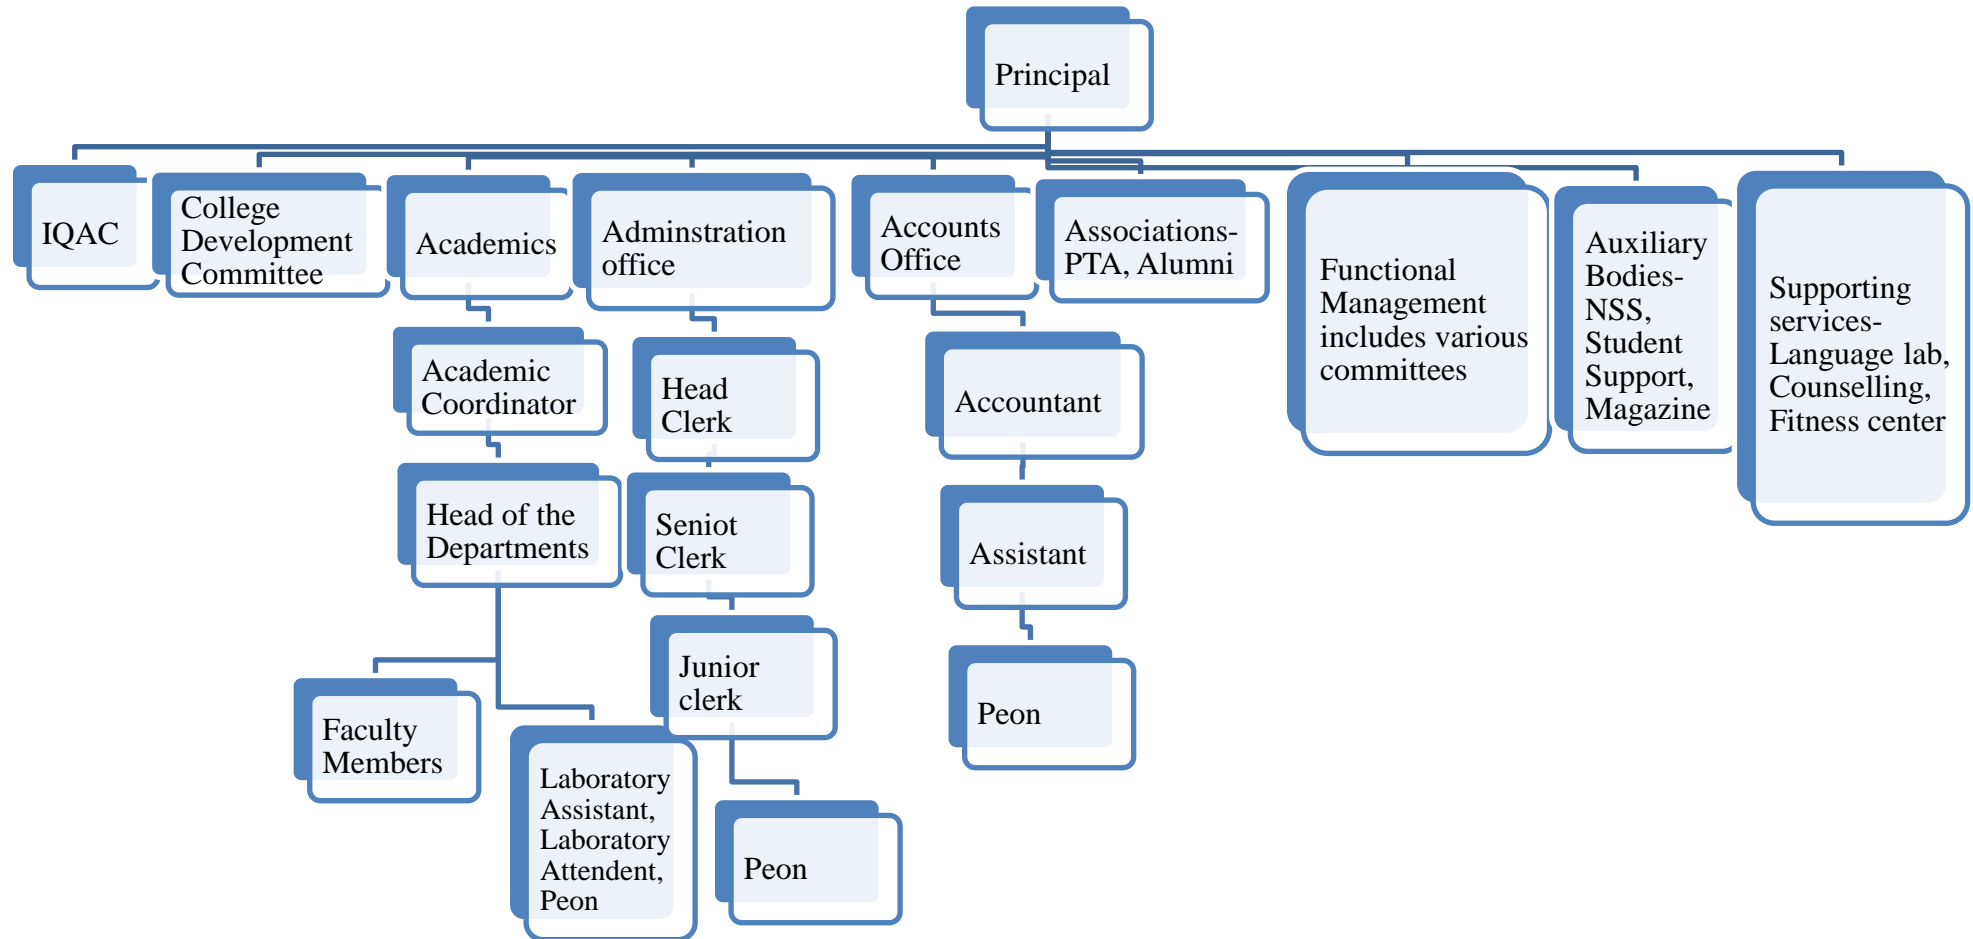 Principal
IQAC
College
Development
Committee
Academics
Adminstration
office
Accounts
Office
Associations-
PTA, Alumni
Functional
Management
includes various
committees
Auxiliary
Bodies-
NSS,
Student
Support,
Magazine
Supporting
services-
Language lab,
Counselling,
Fitness center
Academic
Coordinator
Head
Clerk
Accountant
Head of the
Departments
Seniot
Clerk
Assistant
Junior
clerk
Peon
Faculty
Members
Laboratory
Assistant,
Laboratory
Attendent,
Peon
Peon